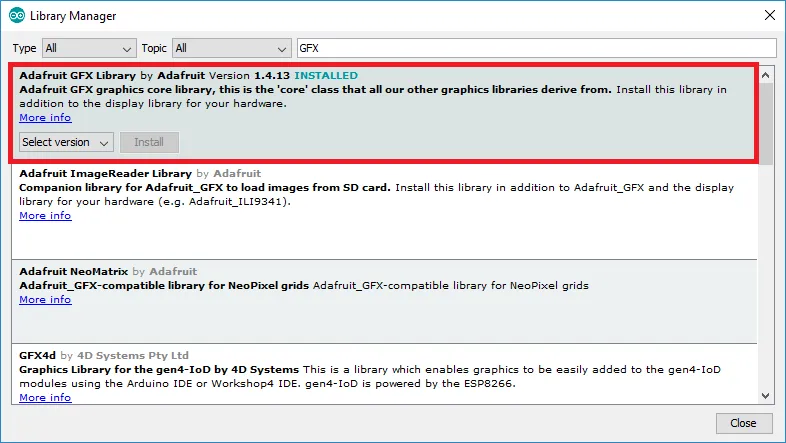 Library Manager
Type All Topic All GFX
Adafruit GFX Library by Adafruit Version 1.4.13 INSTALLED
Adafruit GFX graphics core library, this is the 'core' class that all our other graphics libraries derive from. Install this library in
addition to the display library for your hardware.
More info
Select version Install
Adafruit ImageReader Library by Adafruit
Companion library for Adafruit_GFX to load images from SD card. Install this library in addition to Adafruit_GFX and the display
library for your hardware (e.g. Adafruit_ILI9341).
More info
Adafruit NeoMatrix by Adafruit
Adafruit_GFX-compatible library for NeoPixel grids Adafruit_GFX-compatible library for NeoPixel grids
More info
GFX4d by 4D Systems Pty Ltd
Graphics Library for the gen4-IoD by 4D Systems This is a library which enables graphics to be easily added to the gen4-IoD
modules using the Arduino IDE or Workshop4 IDE. gen4-IoD is powered by the ESP8266.
More info
Close